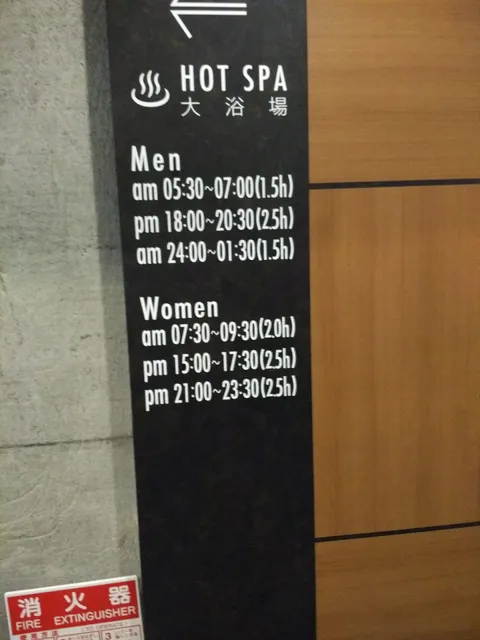 HOT SPA
大浴場
Men
am 05:30~07:00(1.5h)
pm 18:00~20:30(2.5h)
am 24:00~01:30(1.5h)
Women
am 07:30~09:30(2.0h)
pm 15:00~17:30(2.5h)
pm 21:00~23:30(2.5h)
消火器
FIRE EXTINGUISHER